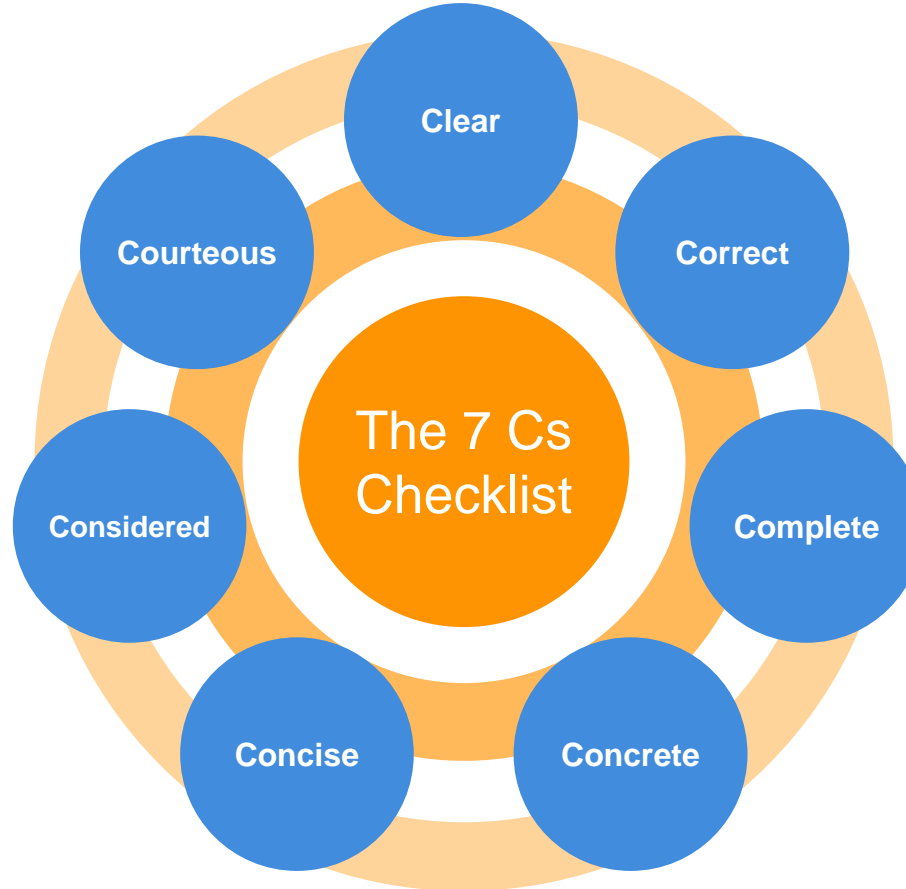 Clear
Correct
Complete
Concrete
Concise
Considered
Courteous
The 7 Cs
Checklist